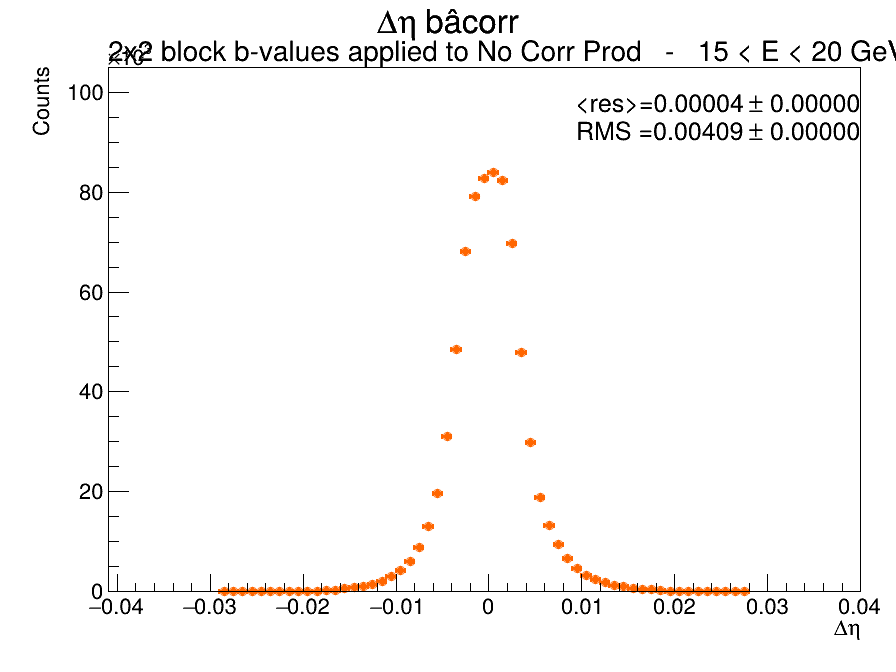 Δη bâcorr
2x2 block b-values applied to No Corr Prod - 15 < E < 20 GeV
Counts
100
<res>=0.00004 ± 0.00000
RMS =0.00409 ± 0.00000
80
60
40
20
0
−0.04 −0.03 −0.02 −0.01 0 0.01 0.02 0.03 0.04
Δη